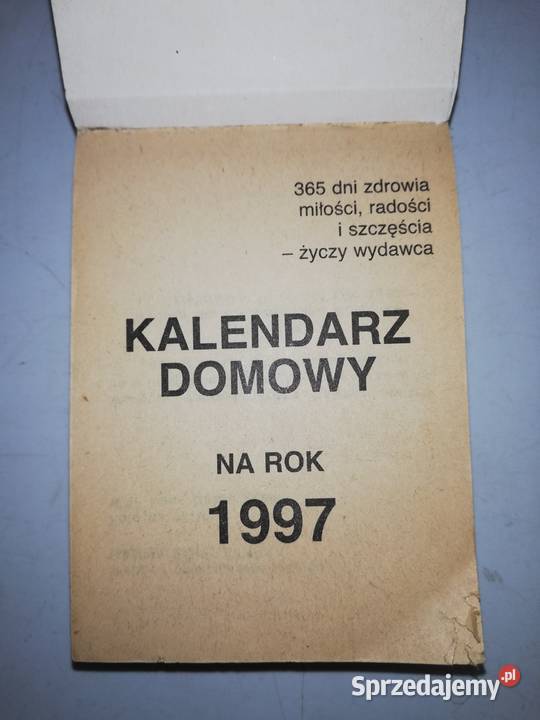 365 dni zdrowia
miłości, radości
i szczęścia
– życzy wydawca
KALENDARZ
DOMOWY
NA ROK
1997
Sprzedajemy.pl